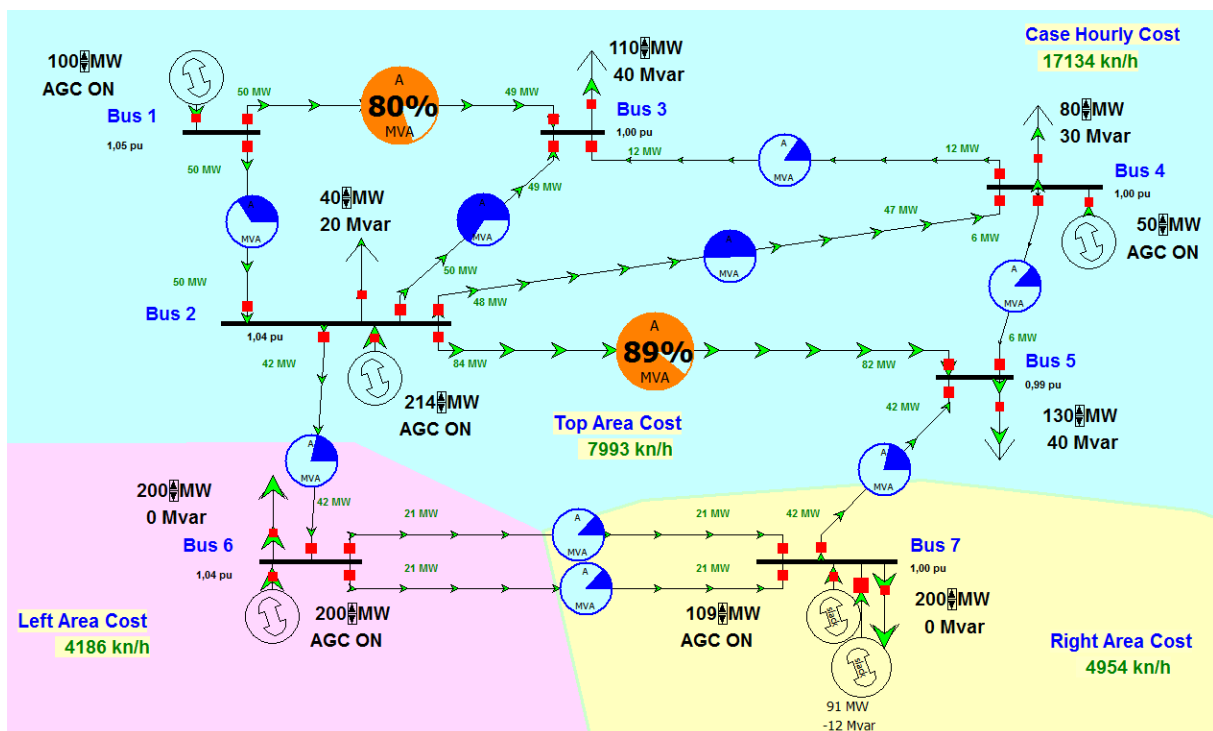 Case Hourly Cost
17134 kn/h
100 MW
AGC ON
50 MW
A
80%
MVA
49 MW
110 MW
40 Mvar
Bus 1
1,05 pu
Bus 3
1,00 pu
80 MW
30 Mvar
12 MW
A
MVA
12 MW
Bus 4
1,00 pu
50 MW
A
MVA
50 MW
40 MW
20 Mvar
A
MVA
49 MW
50 MW
A
MVA
47 MW
48 MW
6 MW
A
MVA
6 MW
50 MW
AGC ON
Bus 2
1,04 pu
42 MW
84 MW
A
89%
MVA
82 MW
Bus 5
0,99 pu
214 MW
AGC ON
42 MW
130 MW
40 Mvar
Top Area Cost
7993 kn/h
A
MVA
42 MW
A
MVA
42 MW
200 MW
0 Mvar
Bus 6
1,04 pu
21 MW
A
MVA
21 MW
21 MW
A
MVA
21 MW
Bus 7
1,00 pu
200 MW
AGC ON
109 MW
AGC ON
slack
200 MW
0 Mvar
slack
91 MW
-12 Mvar
Left Area Cost
4186 kn/h
Right Area Cost
4954 kn/h